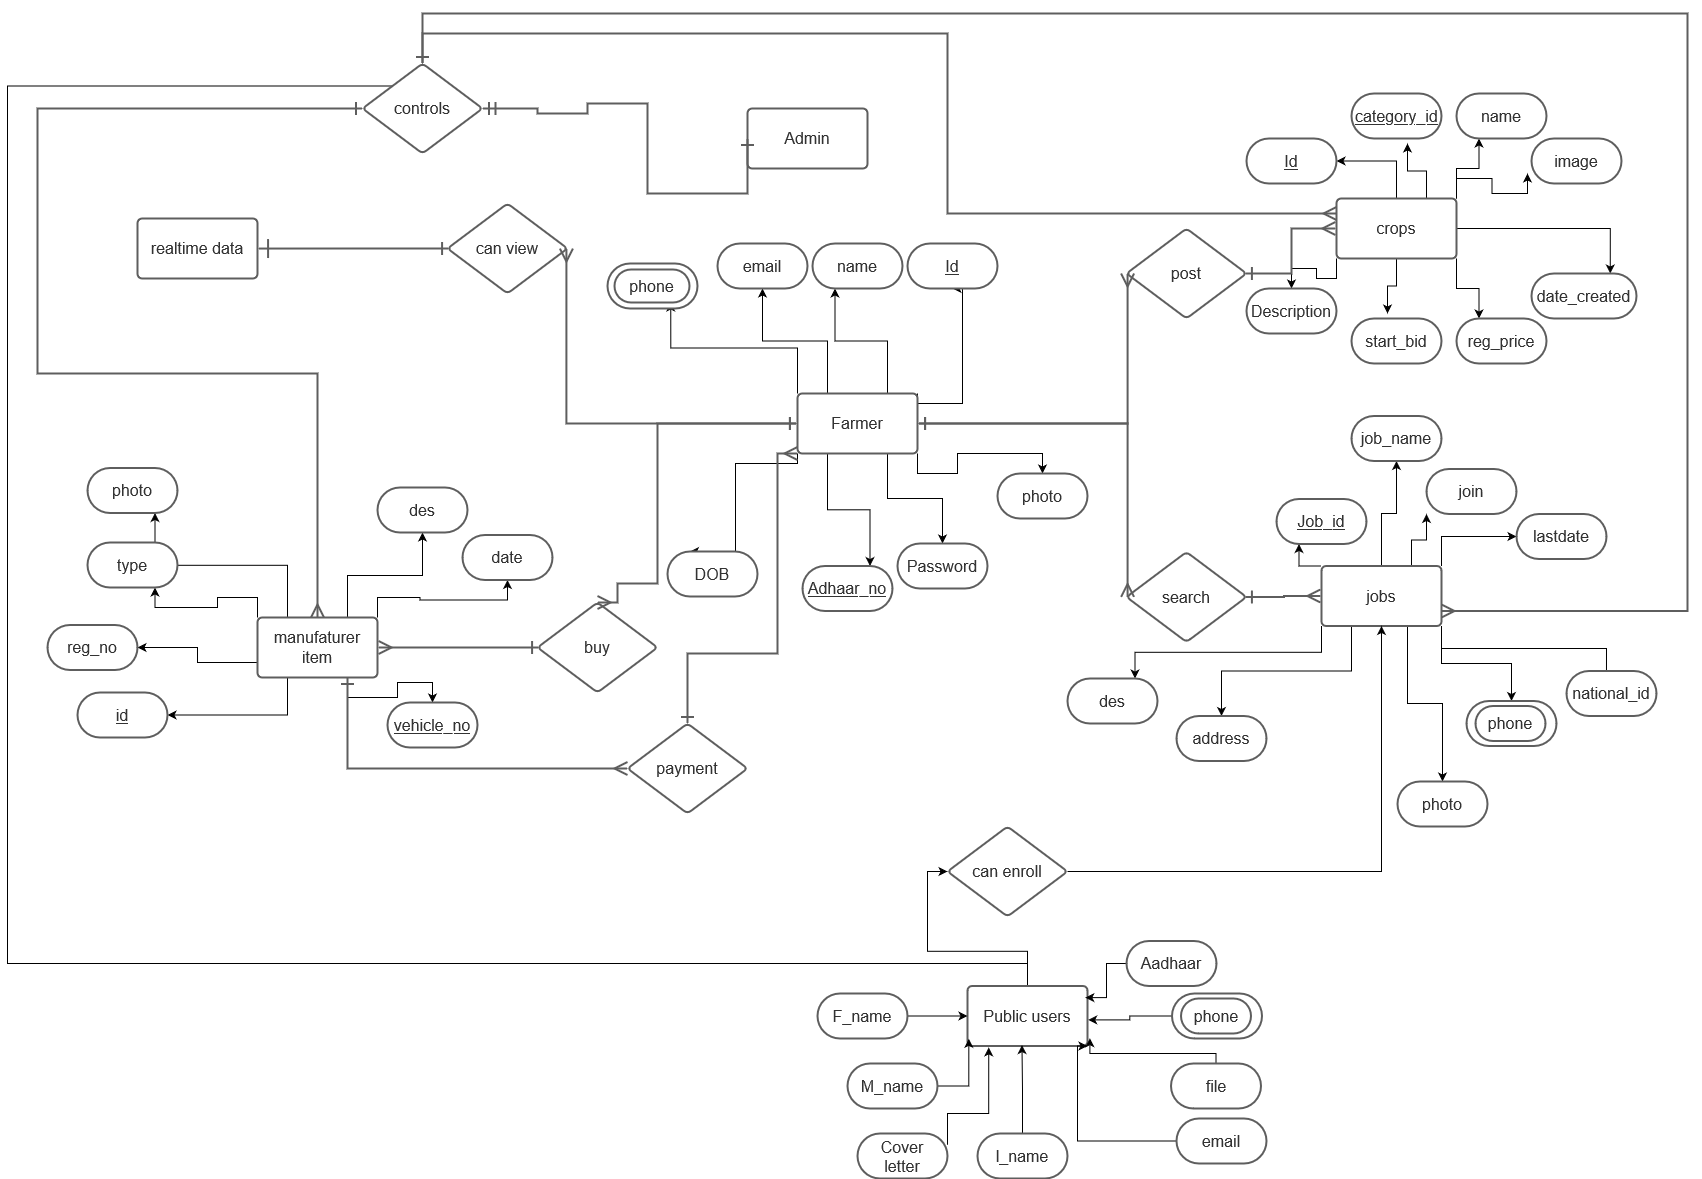 controls
Admin
category_id
name
Id
image
realtime data
can view
crops
email
name
Id
phone
post
date_created
Description
start_bid
reg_price
Farmer
job_name
photo
des
photo
join
Job_id
lastdate
date
type
DOB
Adhaar_no
Password
search
jobs
manufaturer
item
reg_no
buy
id
vehicle_no
des
address
national_id
phone
payment
photo
can enroll
Aadhaar
F_name
Public users
phone
M_name
file
Cover
letter
I_name
email